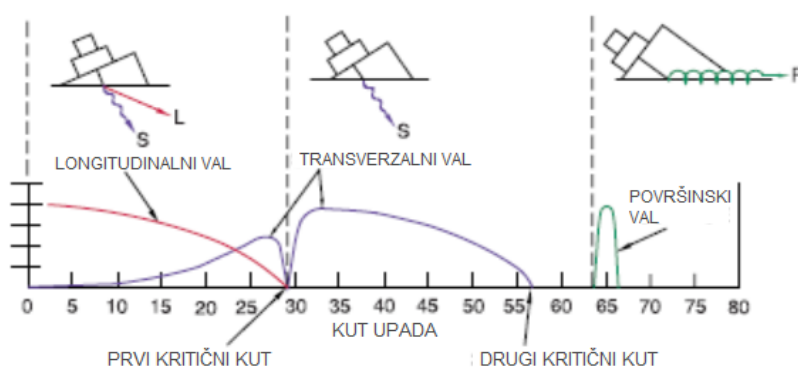 L
S
S
LONGITUDINALNI VAL
TRANSVERZALNI VAL
POVRŠINSKI
VAL
0 5 10 15 20 25 30 35 40 45 50 55 60 65 70 75 80
KUT UPADA
PRVI KRITIČNI KUT
DRUGI KRITIČNI KUT